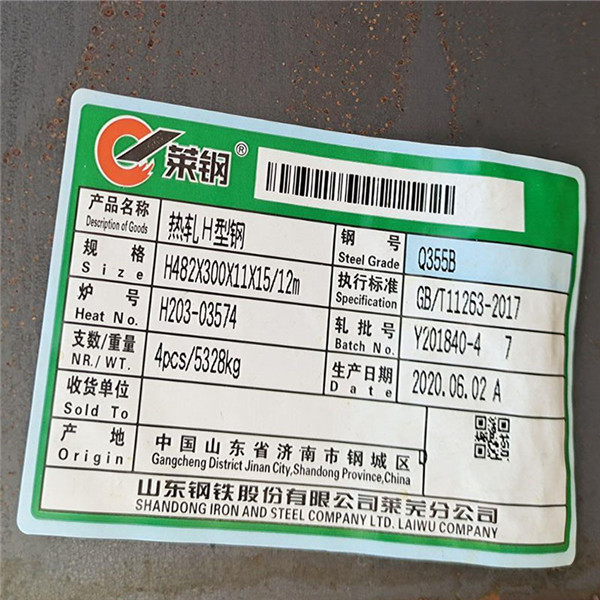 莱钢®
产品名称 热轧H型钢 钢号 Q355B
Description of Goods Steel Grade
规格 H482X300X11X15/12m 执行标准 GB/T11263-2017
Size Specification
炉号 H203-03574 轧批号 Y201840-4 7
Heat No. Batch No.
支数/重量 4pcs/5328kg 生产日期 2020.06.02 A
NR./WT. Date
收货单位
Sold To
产地 中国山东省济南市钢城区
Origin Gangcheng District Jinan City,Shandong Province,China
山东钢铁股份有限公司莱芜分公司
SHANDONG IRON AND STEEL COMPANY LTD. LAIWU COMPANY